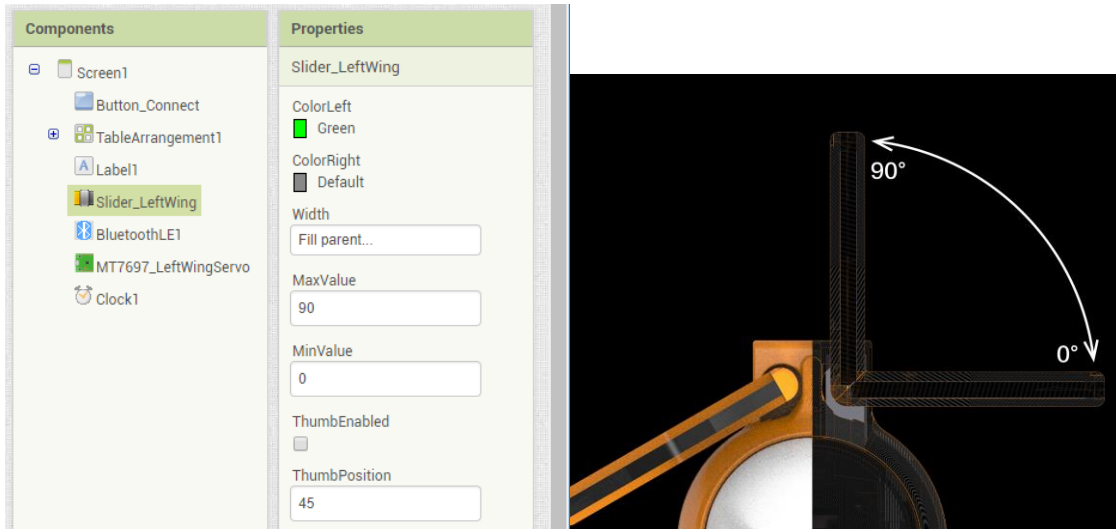 Components
Screen1
Button_Connect
TableArrangement1
A Label1
Slider_LeftWing
BluetoothLE1
MT7697_LeftWingServo
Clock1
Properties
Slider_LeftWing
ColorLeft
Green
ColorRight
Default
Width
Fill parent...
MaxValue
90
MinValue
0
ThumbEnabled
ThumbPosition
45
90°
0°